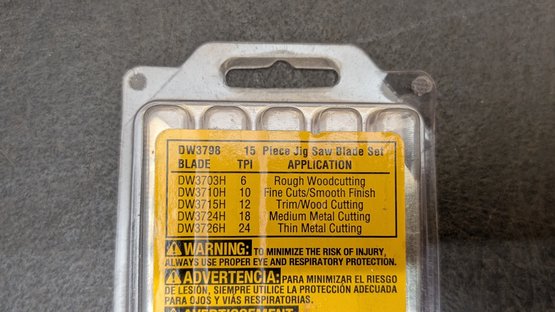 DW3798 15 Piece Jig Saw Blade Set
BLADE TPI APPLICATION
DW3703H 6 Rough Woodcutting
DW3710H 10 Fine Cuts/Smooth Finish
DW3715H 12 Trim/Wood Cutting
DW3724H 18 Medium Metal Cutting
DW3726H 24 Thin Metal Cutting
WARNING: TO MINIMIZE THE RISK OF INJURY,
ALWAYS USE PROPER EYE AND RESPIRATORY PROTECTION.
ADVERTENCIA: PARA MINIMIZAR EL RIESGO
DE LESIÓN, SIEMPRE UTILICE LA PROTECCIÓN ADECUADA
PARA OJOS Y VIÁS RESPIRATORIAS.
AVERTISSEMENT